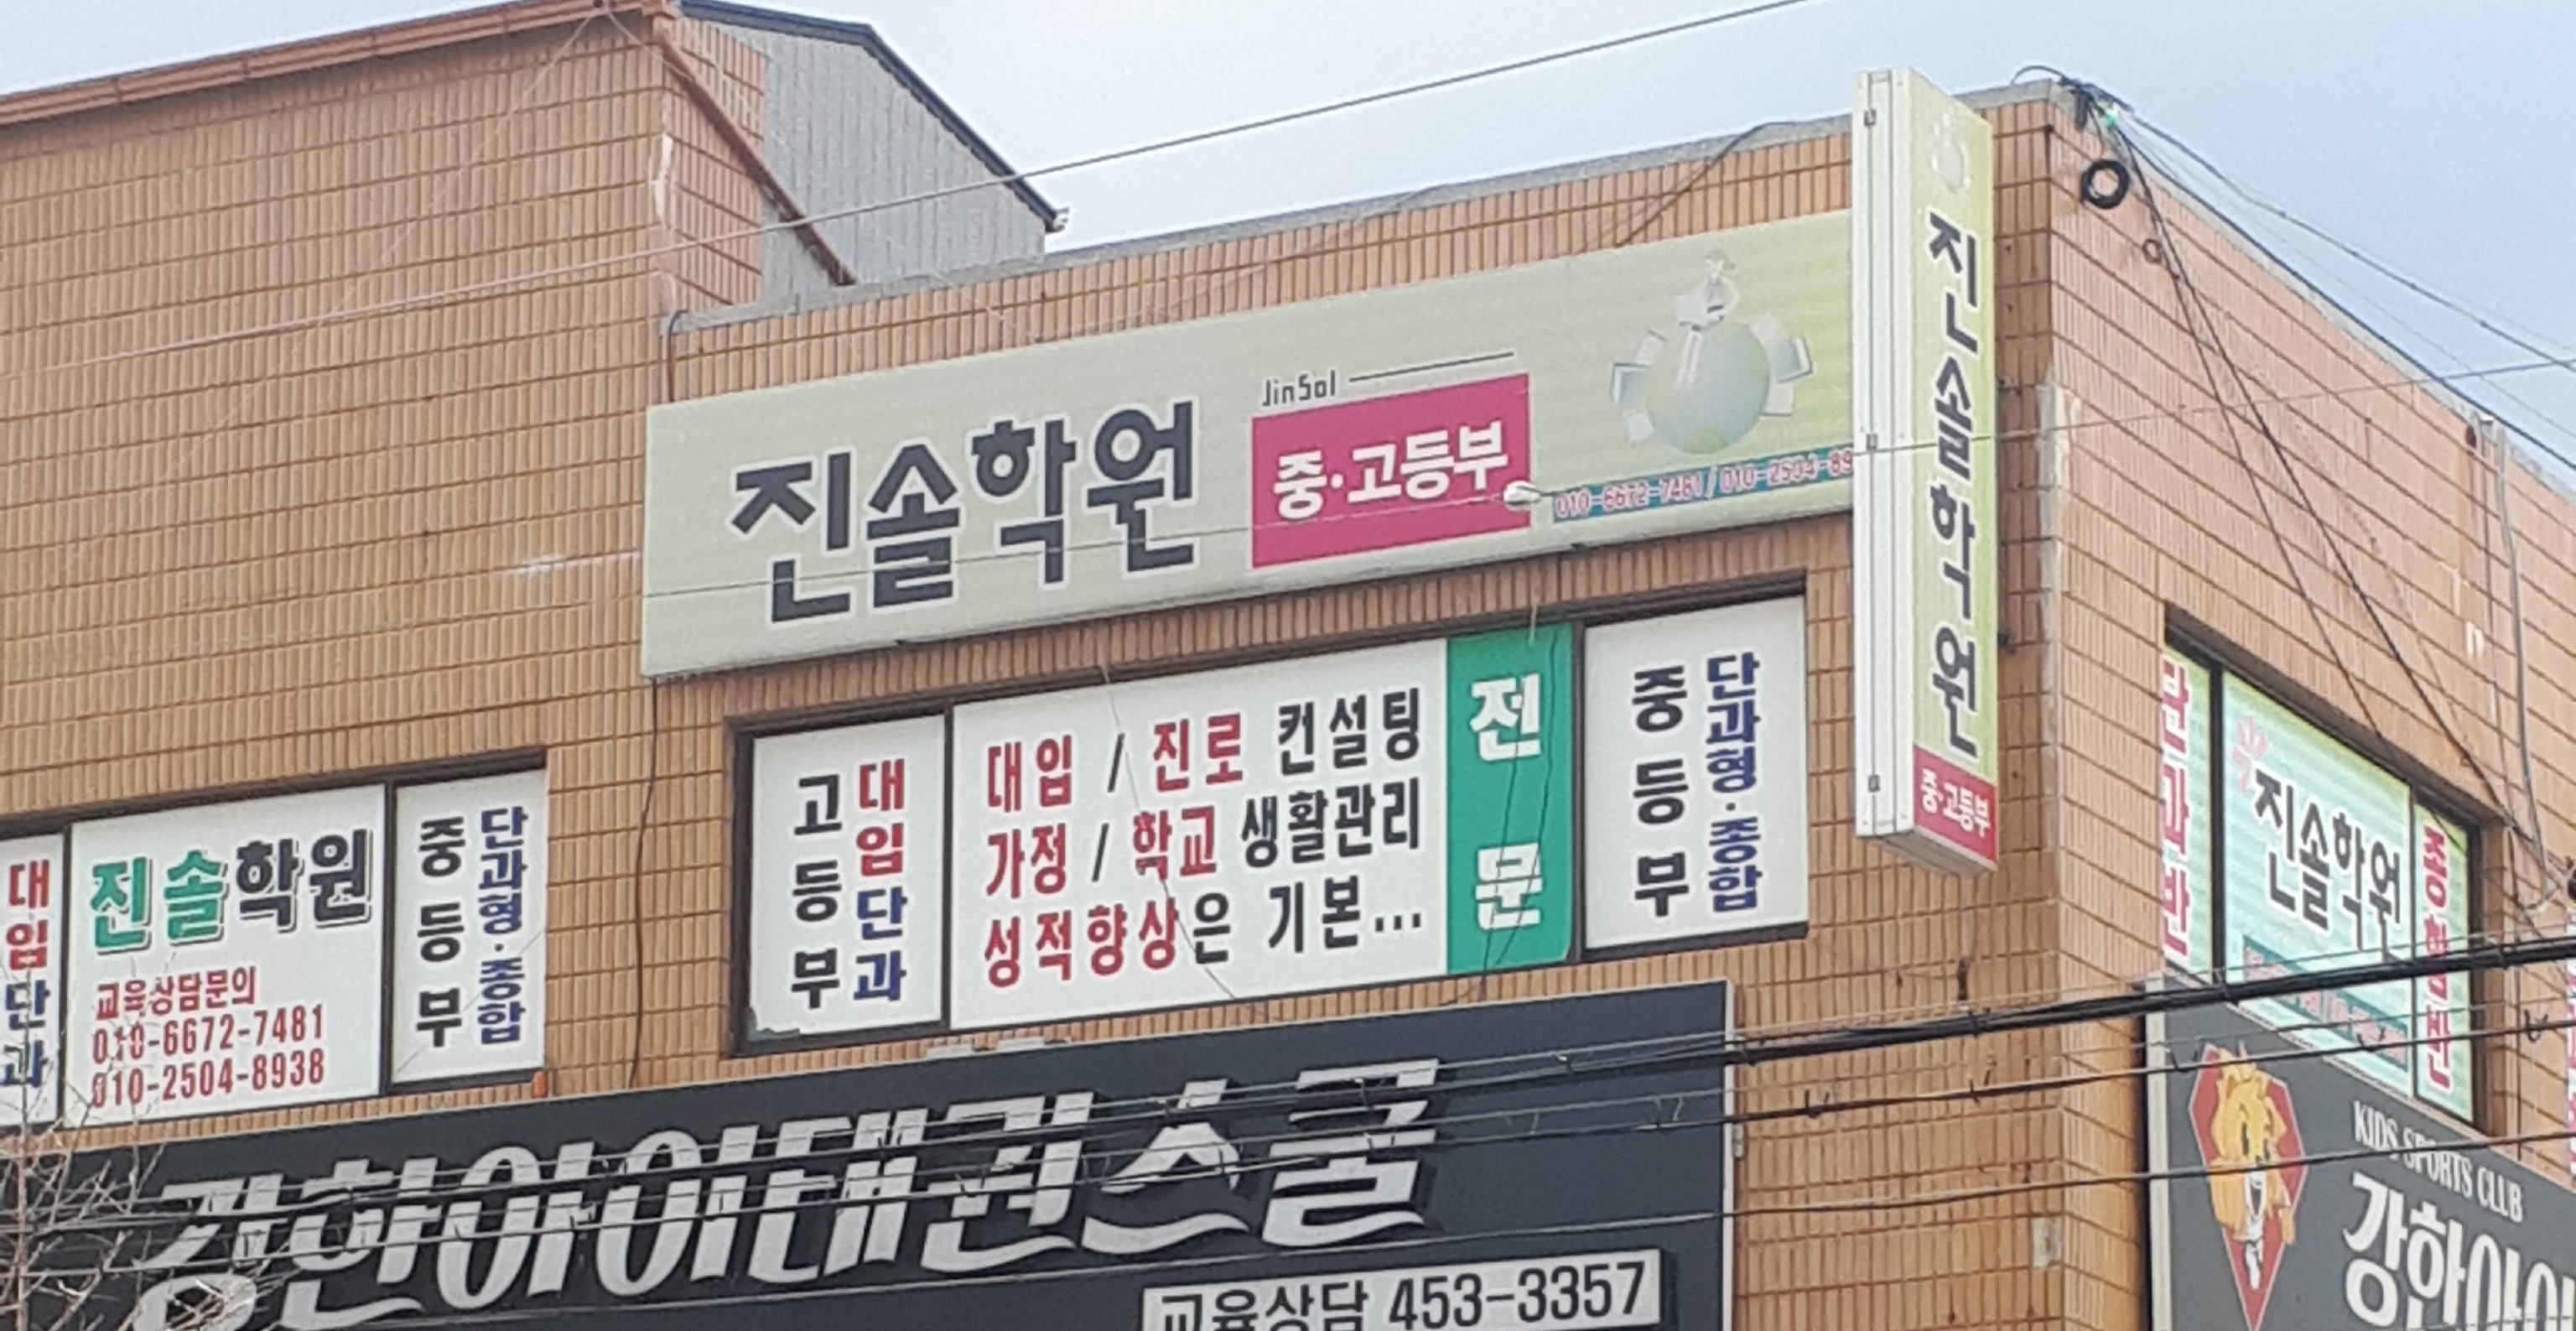 JinSol
진솔학원
중·고등부
010-6672-7481 / 010-2504-89
진솔학원
중·고등부
대입단과
진솔학원
교육상담문의
010-6672-7481
010-2504-8938
중등부
단과형·종합
고등부
대입단과
대입 / 진로 컨설팅
가정 / 학교 생활관리
성적향상은 기본...
전문
중등부
단과형·종합
단과반
진솔학원
종합반
강한아이태권스쿨
교육상담 453-3357
KIDS SPORTS CLUB
강한아이